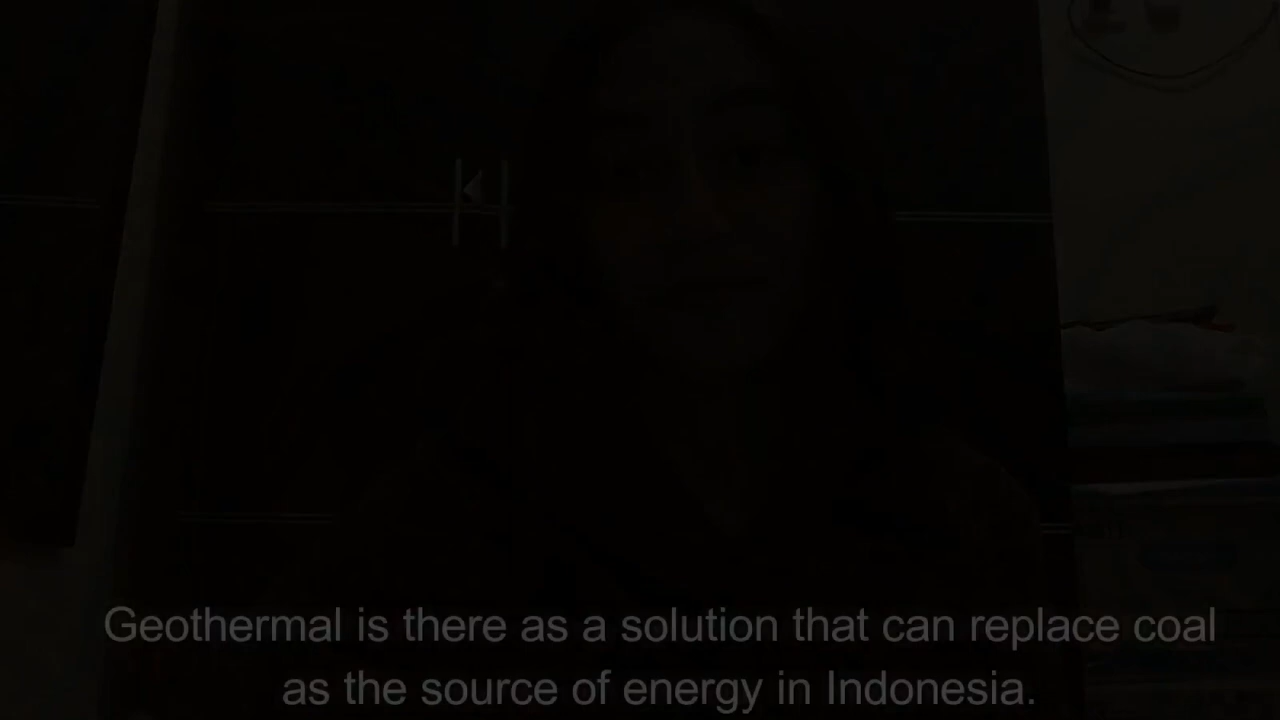 Geothermal is there as a solution that can replace coal
as the source of energy in Indonesia.